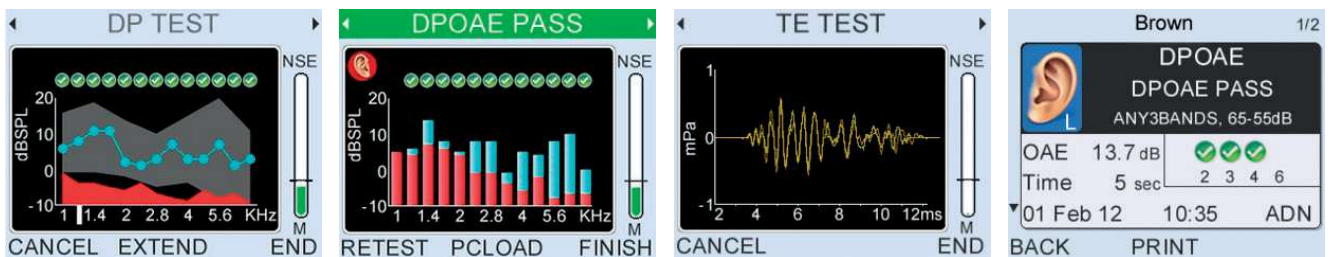 DP TEST
NSE
20
10
0
-10
dBSPL
1 1.4 2 2.8 4 5.6 KHz
M
CANCEL EXTEND END
DPOAE PASS
NSE
20
10
0
-10
dBSPL
1 1.4 2 2.8 4 5.6 KHz
M
RETEST PCLOAD FINISH
TE TEST
NSE
1
0
-1
mPa
2 4 6 8 10 12ms
M
CANCEL END
Brown 1/2
DPOAE
DPOAE PASS
ANY3BANDS, 65-55dB
L
OAE 13.7 dB
2 3 4 6
Time 5 sec
01 Feb 12 10:35 ADN
BACK PRINT